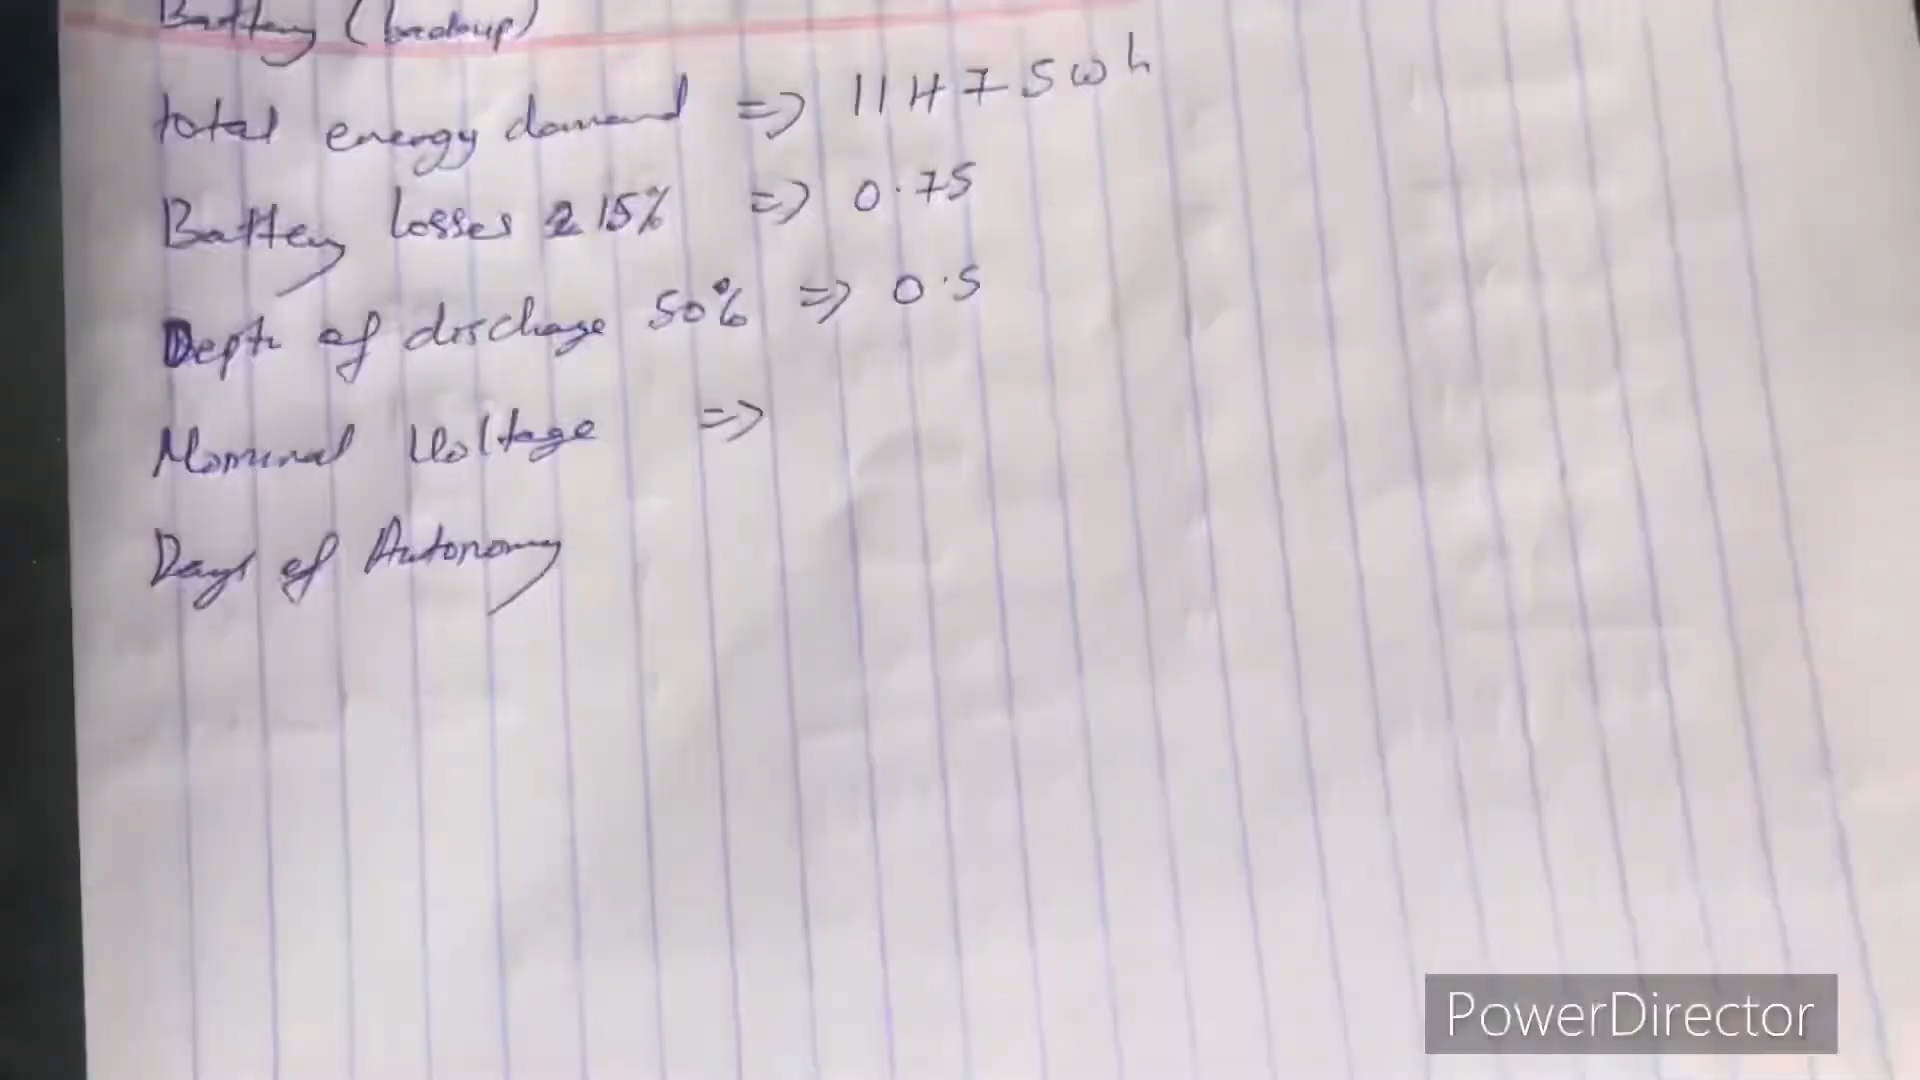 Battery (backup)
total energy demand => 11475wh
Battery losses 15% => 0.75
Depth of discharge 50% => 0.5
Nominal Voltage =>
Days of Autonomy
PowerDirector